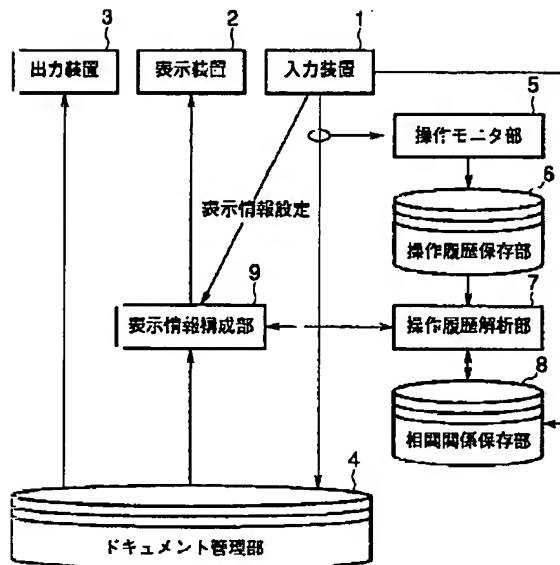 3
2
1
出力装置
表示装置
入力装置
5
操作モニタ部
6
操作履歴保存部
表示情報設定
9
表示情報構成部
7
操作履歴解析部
8
相関関係保存部
4
ドキュメント管理部